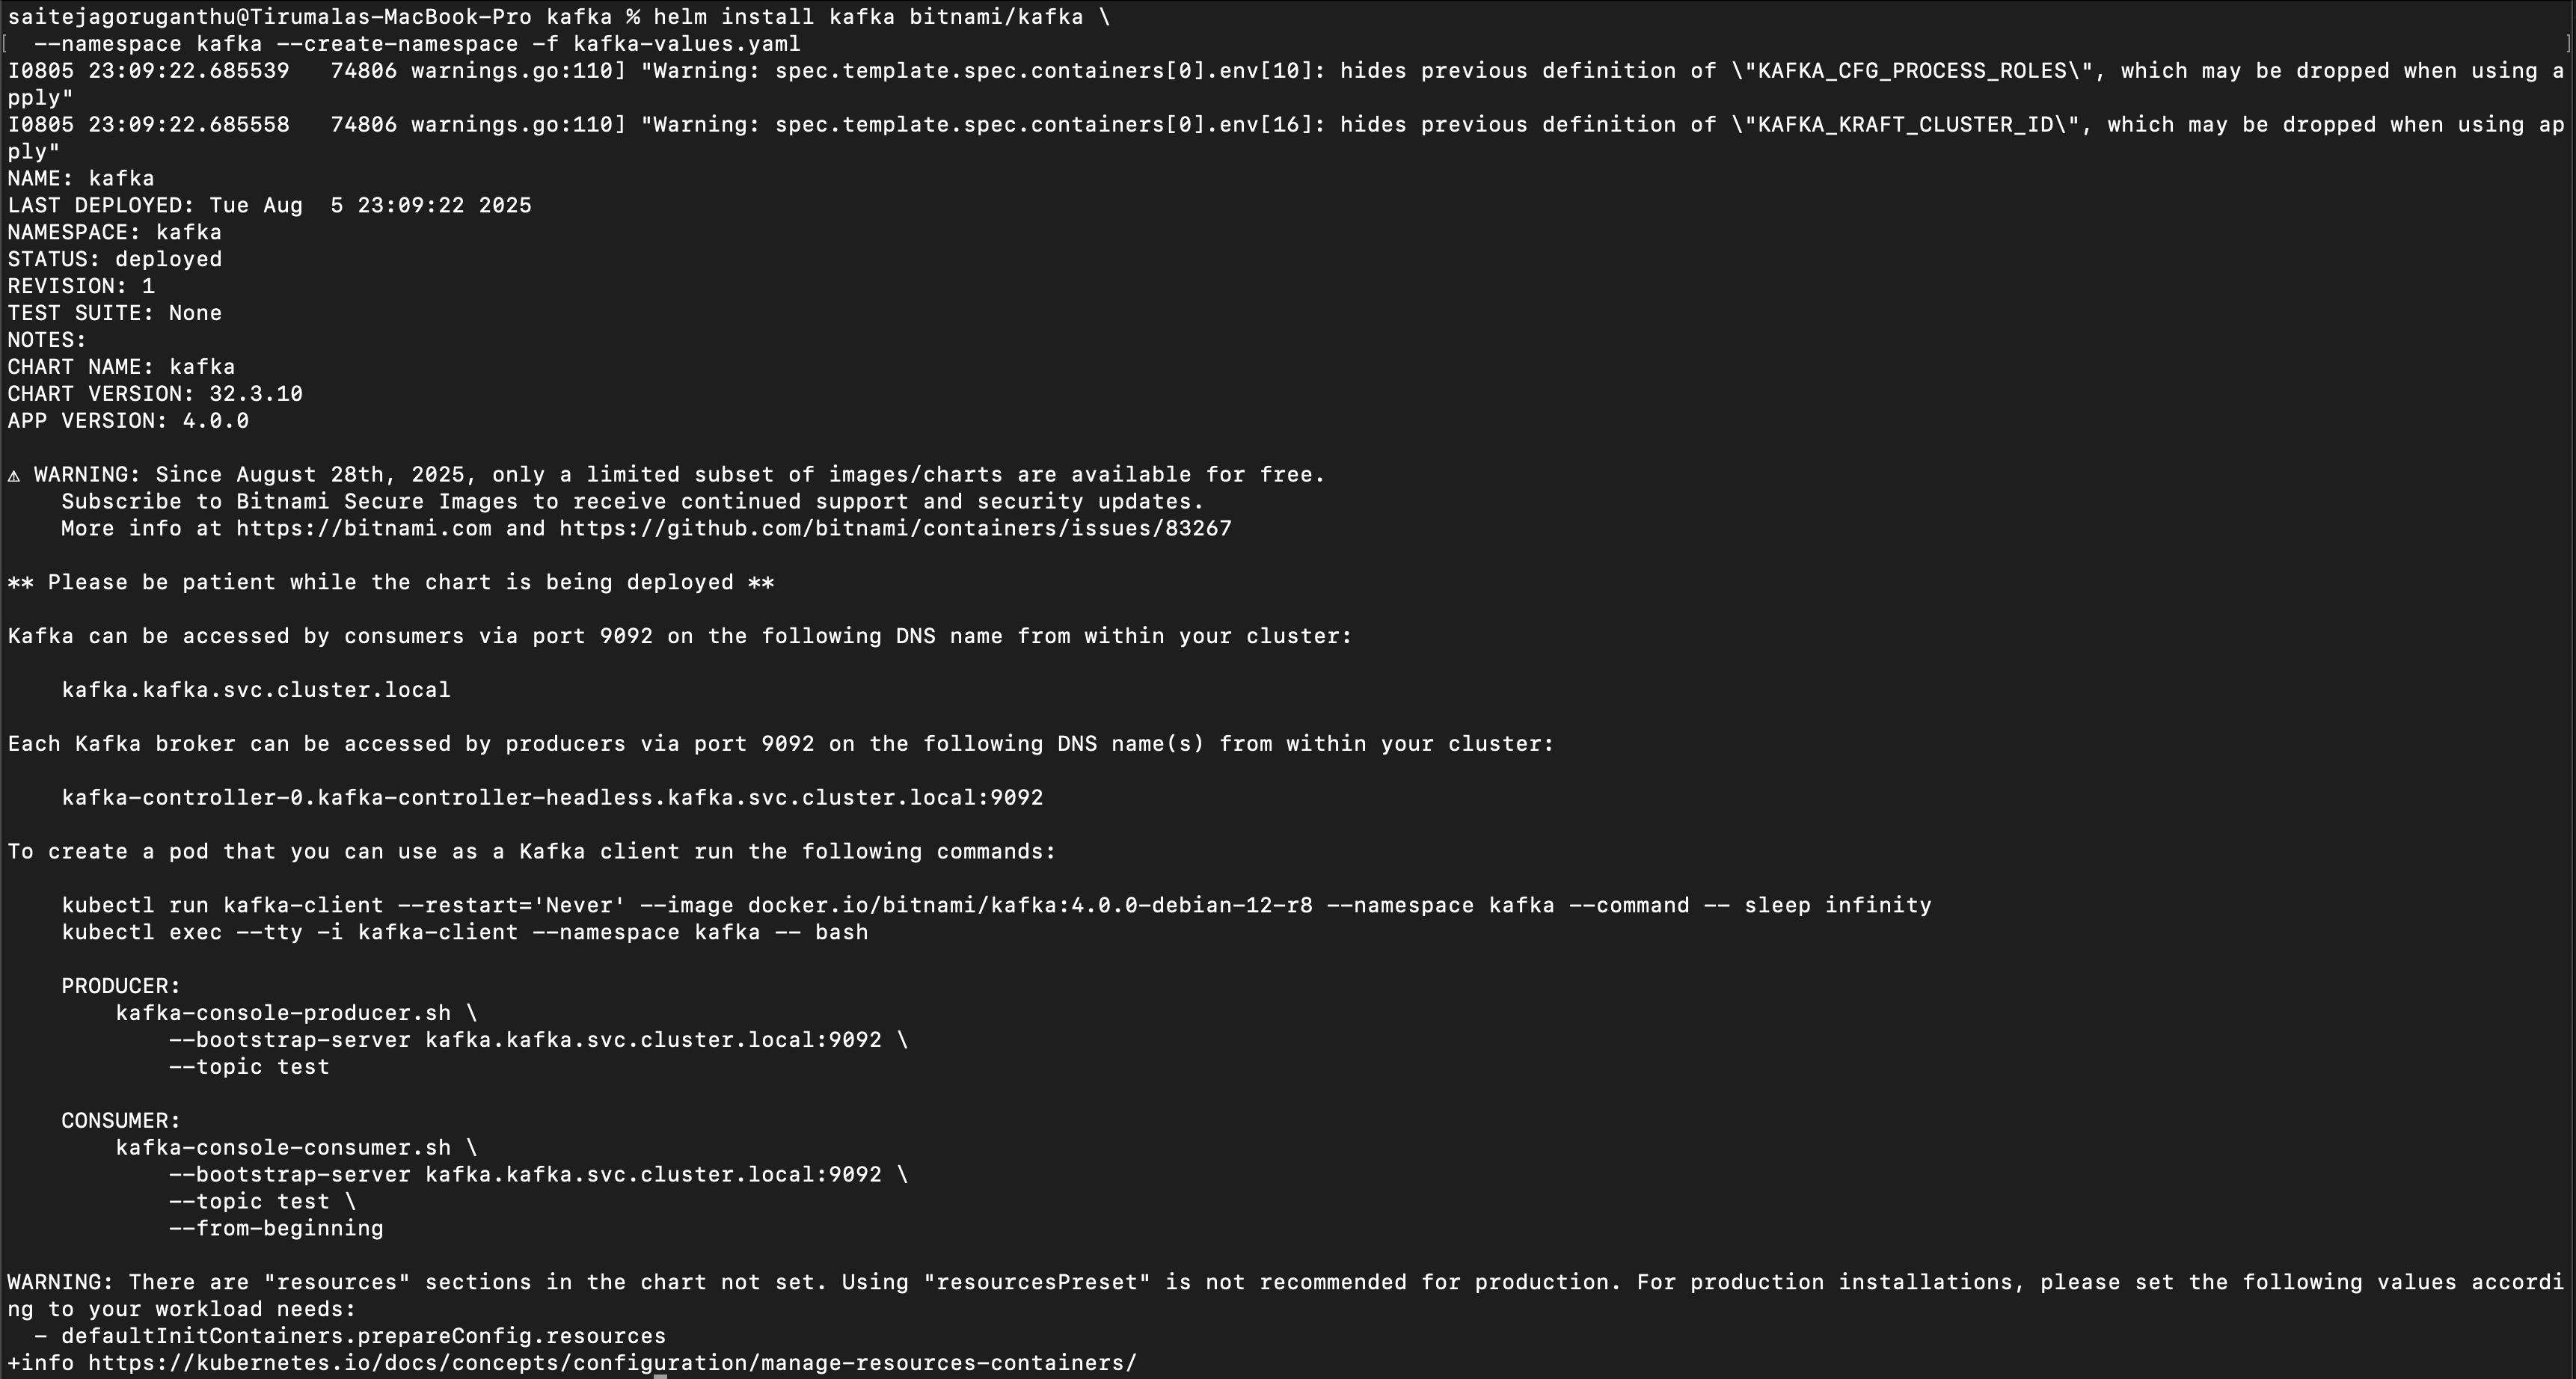 saitejagoruganthu@Tirumalas-MacBook-Pro kafka % helm install kafka bitnami/kafka \
[  --namespace kafka --create-namespace -f kafka-values.yaml ]
I0805 23:09:22.685539   74806 warnings.go:110] "Warning: spec.template.spec.containers[0].env[10]: hides previous definition of \"KAFKA_CFG_PROCESS_ROLES\", which may be dropped when using a
pply"
I0805 23:09:22.685558   74806 warnings.go:110] "Warning: spec.template.spec.containers[0].env[16]: hides previous definition of \"KAFKA_KRAFT_CLUSTER_ID\", which may be dropped when using ap
ply"
NAME: kafka
LAST DEPLOYED: Tue Aug  5 23:09:22 2025
NAMESPACE: kafka
STATUS: deployed
REVISION: 1
TEST SUITE: None
NOTES:
CHART NAME: kafka
CHART VERSION: 32.3.10
APP VERSION: 4.0.0

⚠ WARNING: Since August 28th, 2025, only a limited subset of images/charts are available for free.
    Subscribe to Bitnami Secure Images to receive continued support and security updates.
    More info at https://bitnami.com and https://github.com/bitnami/containers/issues/83267

** Please be patient while the chart is being deployed **

Kafka can be accessed by consumers via port 9092 on the following DNS name from within your cluster:

    kafka.kafka.svc.cluster.local

Each Kafka broker can be accessed by producers via port 9092 on the following DNS name(s) from within your cluster:

    kafka-controller-0.kafka-controller-headless.kafka.svc.cluster.local:9092

To create a pod that you can use as a Kafka client run the following commands:

    kubectl run kafka-client --restart='Never' --image docker.io/bitnami/kafka:4.0.0-debian-12-r8 --namespace kafka --command -- sleep infinity
    kubectl exec --tty -i kafka-client --namespace kafka -- bash

    PRODUCER:
        kafka-console-producer.sh \
            --bootstrap-server kafka.kafka.svc.cluster.local:9092 \
            --topic test

    CONSUMER:
        kafka-console-consumer.sh \
            --bootstrap-server kafka.kafka.svc.cluster.local:9092 \
            --topic test \
            --from-beginning

WARNING: There are "resources" sections in the chart not set. Using "resourcesPreset" is not recommended for production. For production installations, please set the following values accordi
ng to your workload needs:
  - defaultInitContainers.prepareConfig.resources
+info https://kubernetes.io/docs/concepts/configuration/manage-resources-containers/